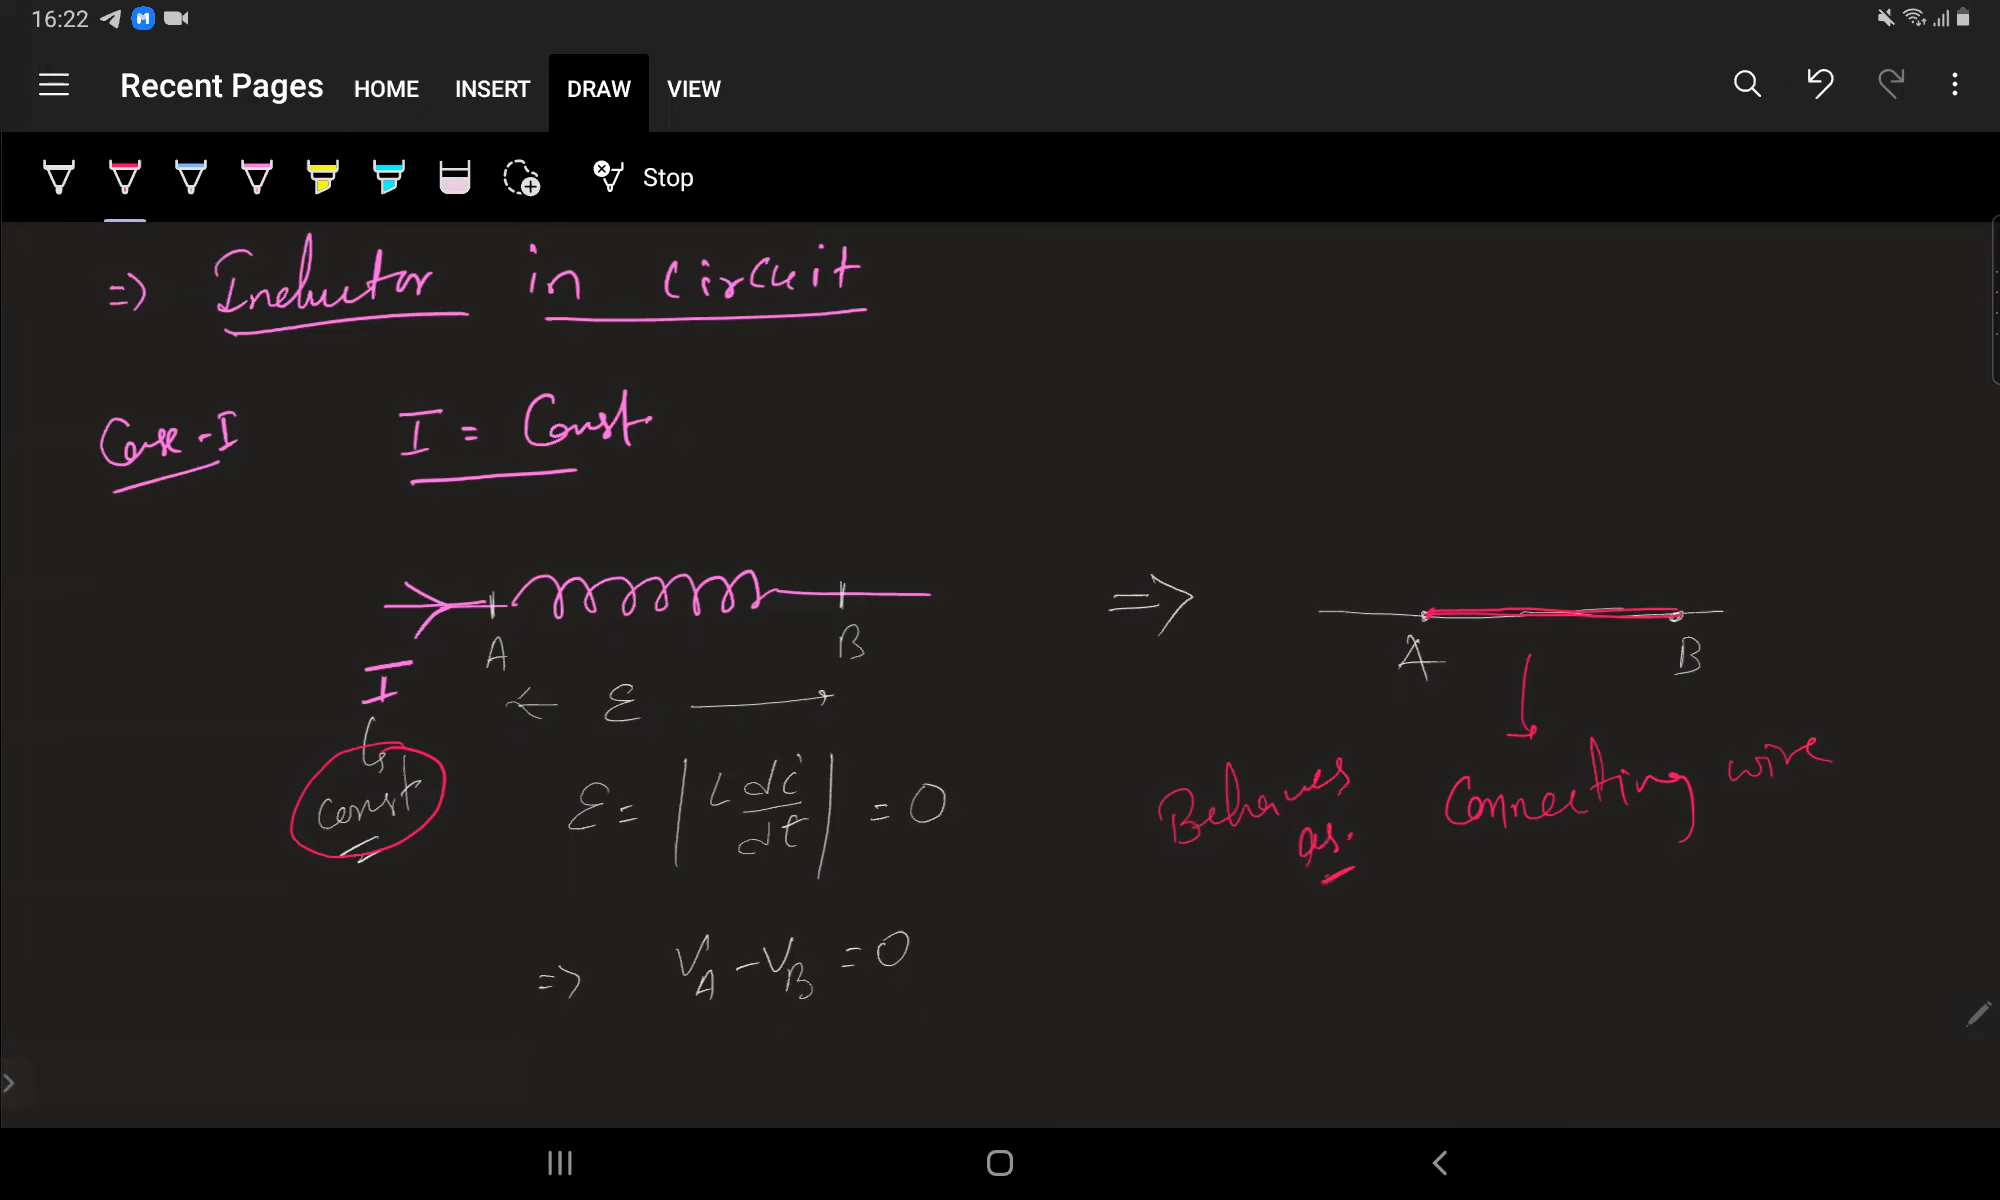 16:22
Recent Pages HOME INSERT DRAW VIEW
Stop
=> Inductor in circuit
Case - I I = Const.
A B => A B
I ← ε →
const ε = |L di/dt| = 0 Behaves as. Connecting wire
=> VA - VB = 0